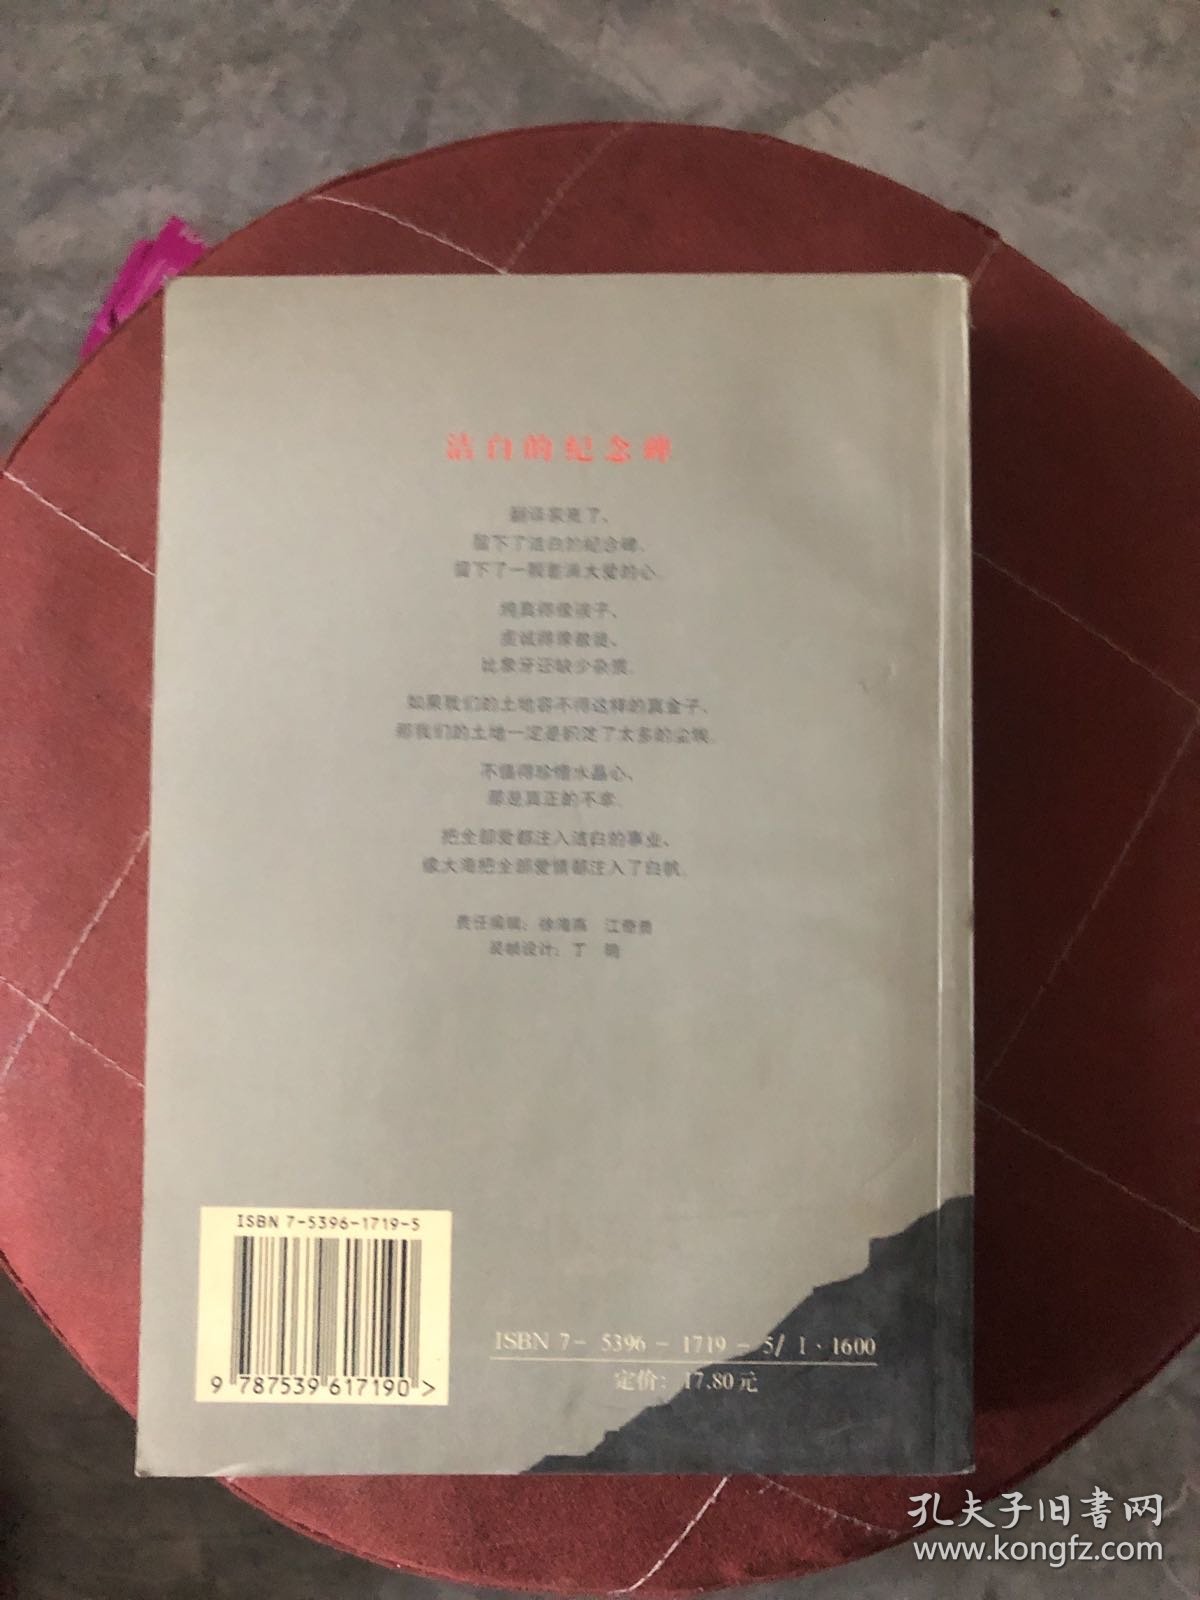 洁白的纪念碑
翻译家死了、
留下了洁白的纪念碑、
留下了一颗蓄满大爱的心.
纯真得像孩子、
虔诚得像教徒、
比象牙还缺少杂质.
如果我们的土地容不得这样的真金子、
那我们的土地一定是积淀了太多的尘埃.
不值得珍惜水晶心、
那是真正的不幸.
把全部爱都注入洁白的事业、
像大海把全部爱情都注入了白帆.
责任编辑：徐海燕 江奇勇
装帧设计：丁 明
ISBN 7-5396-1719-5
9 787539 617190 >
ISBN 7- 5396 - 1719 - 5/ I · 1600
定价：17.80元
孔夫子旧书网
www.kongfz.com